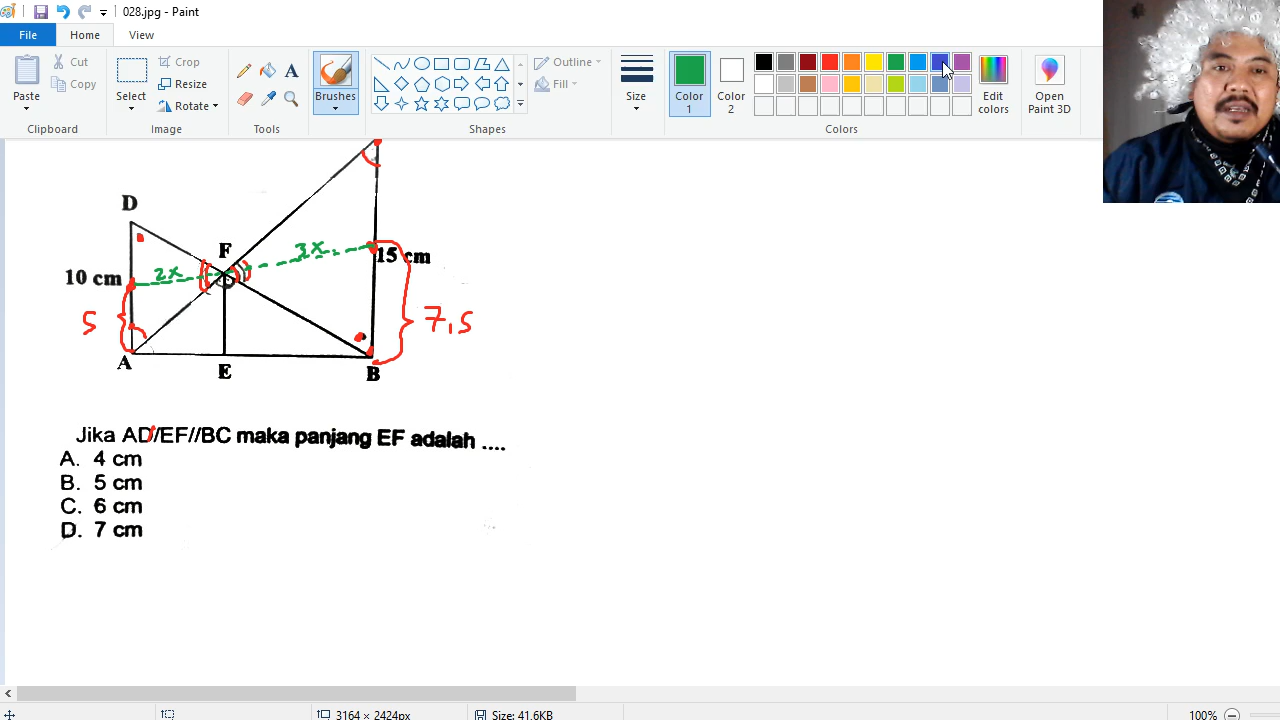 028.jpg - Paint
File Home View
Paste
Cut
Copy
Clipboard
Select
Crop
Resize
Rotate
Image
A
Tools
Brushes
Outline
Fill
Shapes
Size
Color 1
Color 2
Edit colors
Colors
Open Paint 3D
D
F
3x
15 cm
2x
10 cm
5
7,5
A
E
B
Jika AD//EF//BC maka panjang EF adalah ....
A. 4 cm
B. 5 cm
C. 6 cm
D. 7 cm
3164 × 2424px
Size: 41.6KB
100%